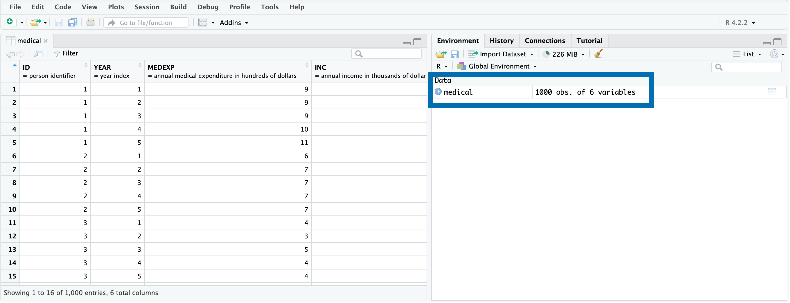 File Edit Code View Plots Session Build Debug Profile Tools Help
Go to file/function Addins R 4.2.2
medical
Filter
ID YEAR MEDEXP INC
= person identifier = year index = annual medical expenditure in hundreds of dollars = annual income in thousands of dollar
1 1 1 9
2 1 2 9
3 1 3 9
4 1 4 10
5 1 5 11
6 2 1 6
7 2 2 7
8 2 3 7
9 2 4 7
10 2 5 7
11 3 1 4
12 3 2 3
13 3 3 5
14 3 4 4
15 3 5 4
Showing 1 to 16 of 1,000 entries, 6 total columns
Environment History Connections Tutorial
Import Dataset 226 MiB List
R Global Environment
Data
medical 1000 obs. of 6 variables